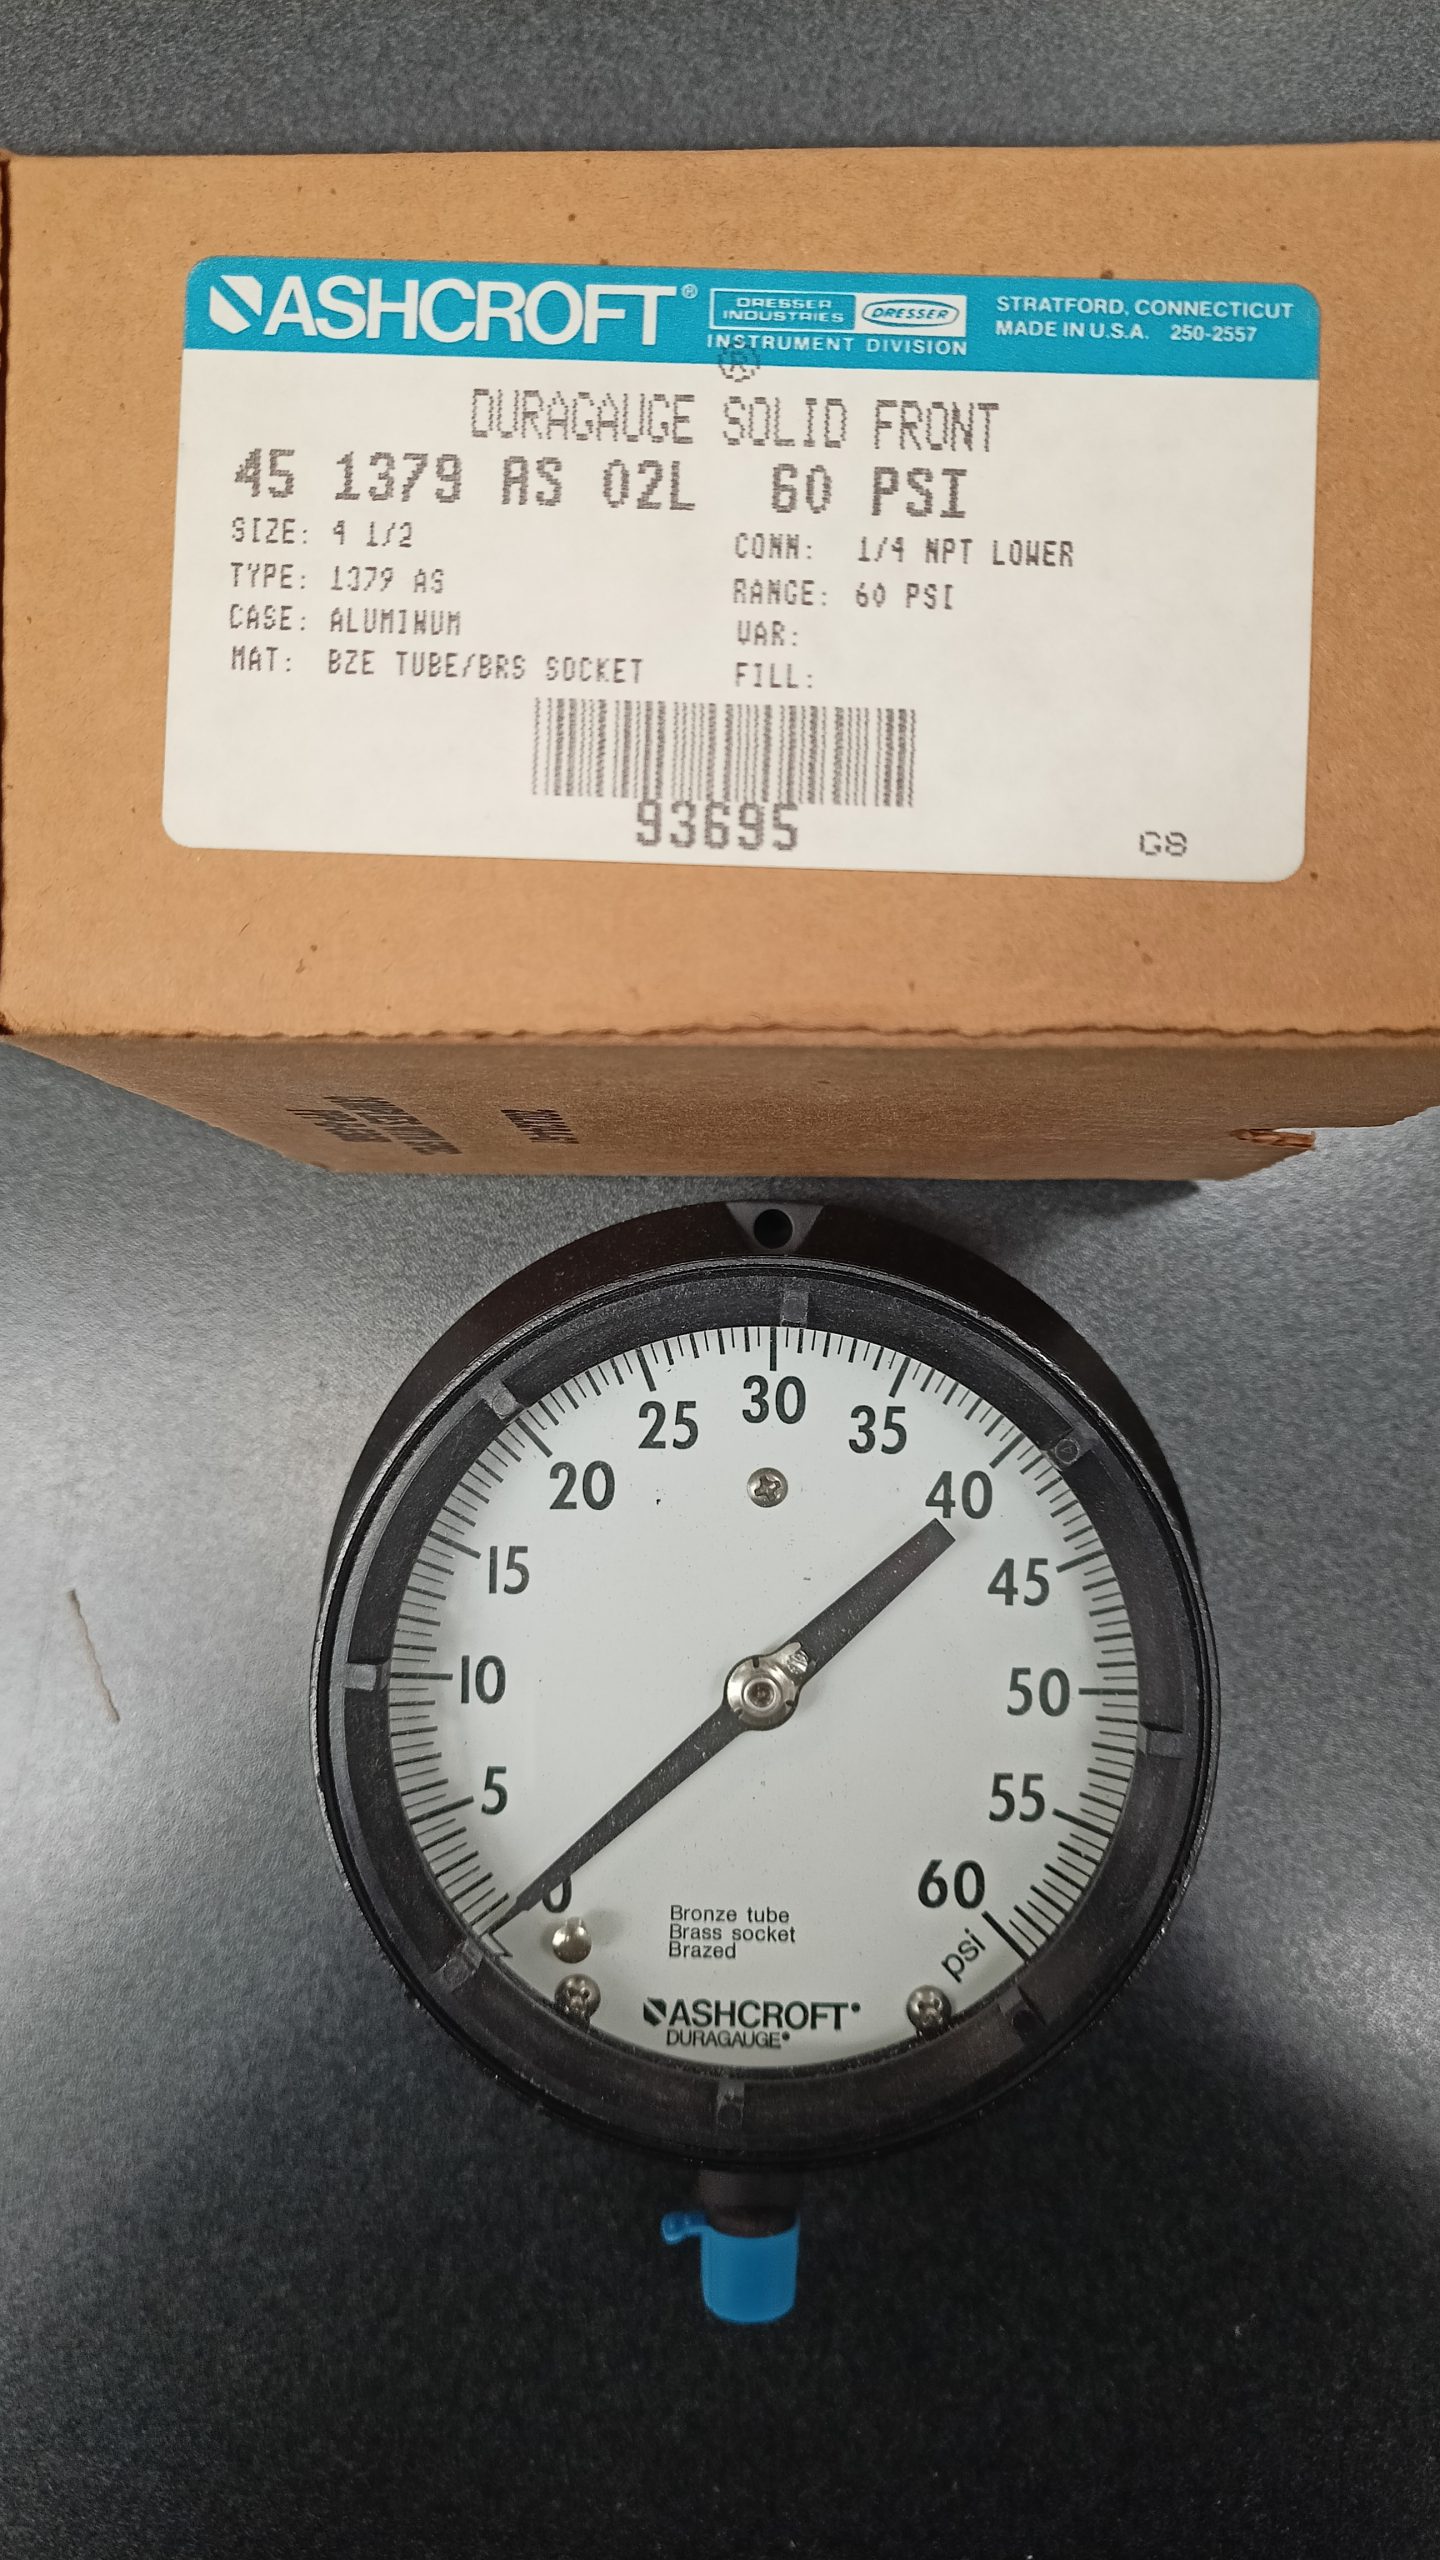 ASHCROFT®
DRESSER INDUSTRIES
DRESSER
INSTRUMENT DIVISION
STRATFORD, CONNECTICUT
MADE IN U.S.A. 250-2557
®
DURAGAUGE SOLID FRONT
45 1379 AS 02L 60 PSI
SIZE: 4 1/2
CONN: 1/4 NPT LOWER
TYPE: 1379 AS
RANGE: 60 PSI
CASE: ALUMINUM
VAR:
MAT: BZE TUBE/BRS SOCKET
FILL:
93695
G8
0
5
10
15
20
25
30
35
40
45
50
55
60
psi
Bronze tube
Brass socket
Brazed
ASHCROFT®
DURAGAUGE®